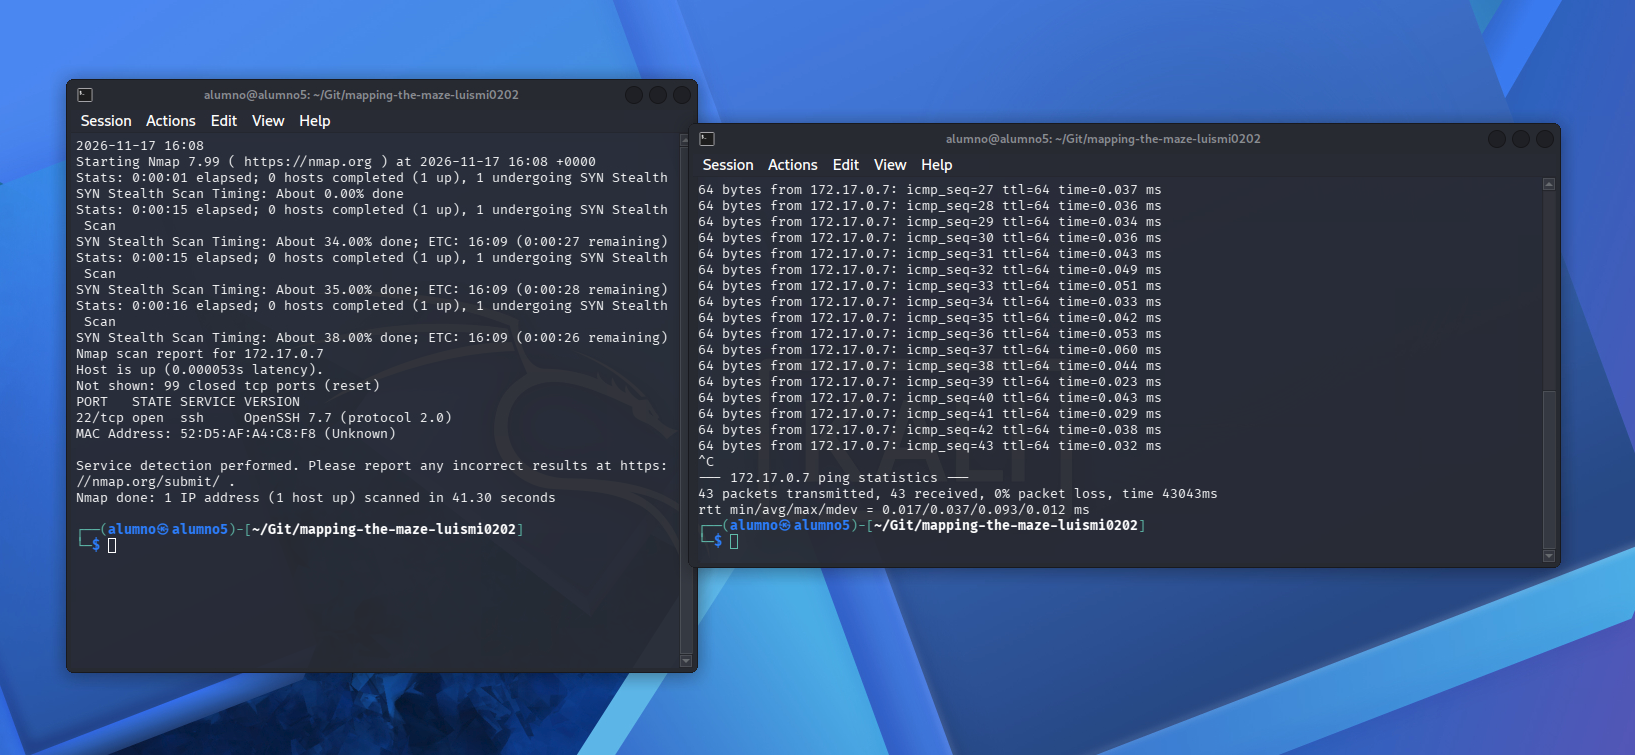 alumno@alumno5: ~/Git/mapping-the-maze-luismi0202
Session Actions Edit View Help
2026-11-17 16:08
Starting Nmap 7.99 ( https://nmap.org ) at 2026-11-17 16:08 +0000
Stats: 0:00:01 elapsed; 0 hosts completed (1 up), 1 undergoing SYN Stealth
SYN Stealth Scan Timing: About 0.00% done
Stats: 0:00:15 elapsed; 0 hosts completed (1 up), 1 undergoing SYN Stealth
Scan
SYN Stealth Scan Timing: About 34.00% done; ETC: 16:09 (0:00:27 remaining)
Stats: 0:00:15 elapsed; 0 hosts completed (1 up), 1 undergoing SYN Stealth
Scan
SYN Stealth Scan Timing: About 35.00% done; ETC: 16:09 (0:00:28 remaining)
Stats: 0:00:16 elapsed; 0 hosts completed (1 up), 1 undergoing SYN Stealth
Scan
SYN Stealth Scan Timing: About 38.00% done; ETC: 16:09 (0:00:26 remaining)
Nmap scan report for 172.17.0.7
Host is up (0.000053s latency).
Not shown: 99 closed tcp ports (reset)
PORT   STATE SERVICE VERSION
22/tcp open  ssh     OpenSSH 7.7 (protocol 2.0)
MAC Address: 52:D5:AF:A4:C8:F8 (Unknown)
Service detection performed. Please report any incorrect results at https:
//nmap.org/submit/ .
Nmap done: 1 IP address (1 host up) scanned in 41.30 seconds
┌──(alumno㉿alumno5)-[~/Git/mapping-the-maze-luismi0202]
└─$
alumno@alumno5: ~/Git/mapping-the-maze-luismi0202
Session Actions Edit View Help
64 bytes from 172.17.0.7: icmp_seq=27 ttl=64 time=0.037 ms
64 bytes from 172.17.0.7: icmp_seq=28 ttl=64 time=0.036 ms
64 bytes from 172.17.0.7: icmp_seq=29 ttl=64 time=0.034 ms
64 bytes from 172.17.0.7: icmp_seq=30 ttl=64 time=0.036 ms
64 bytes from 172.17.0.7: icmp_seq=31 ttl=64 time=0.043 ms
64 bytes from 172.17.0.7: icmp_seq=32 ttl=64 time=0.049 ms
64 bytes from 172.17.0.7: icmp_seq=33 ttl=64 time=0.051 ms
64 bytes from 172.17.0.7: icmp_seq=34 ttl=64 time=0.033 ms
64 bytes from 172.17.0.7: icmp_seq=35 ttl=64 time=0.042 ms
64 bytes from 172.17.0.7: icmp_seq=36 ttl=64 time=0.053 ms
64 bytes from 172.17.0.7: icmp_seq=37 ttl=64 time=0.060 ms
64 bytes from 172.17.0.7: icmp_seq=38 ttl=64 time=0.044 ms
64 bytes from 172.17.0.7: icmp_seq=39 ttl=64 time=0.023 ms
64 bytes from 172.17.0.7: icmp_seq=40 ttl=64 time=0.043 ms
64 bytes from 172.17.0.7: icmp_seq=41 ttl=64 time=0.029 ms
64 bytes from 172.17.0.7: icmp_seq=42 ttl=64 time=0.038 ms
64 bytes from 172.17.0.7: icmp_seq=43 ttl=64 time=0.032 ms
^C
--- 172.17.0.7 ping statistics ---
43 packets transmitted, 43 received, 0% packet loss, time 43043ms
rtt min/avg/max/mdev = 0.017/0.037/0.093/0.012 ms
┌──(alumno㉿alumno5)-[~/Git/mapping-the-maze-luismi0202]
└─$
KALI